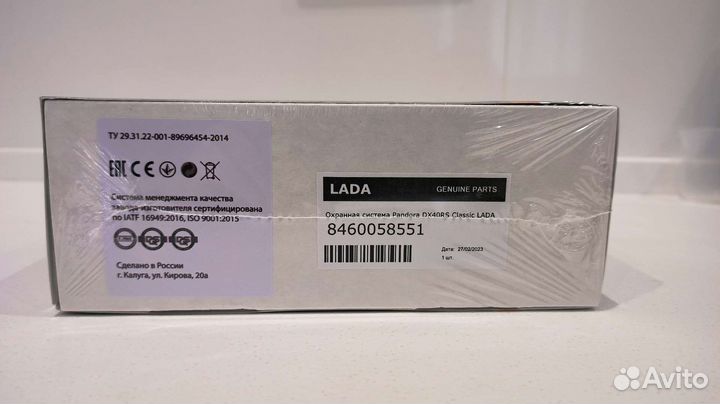 ТУ 29.31.22-001-89696454-2014
EAC CE
Система менеджмента качества
завода-изготовителя сертифицирована
по IATF 16949:2016, ISO 9001:2015
Сделано в России
г. Калуга, ул. Кирова, 20а
LADA GENUINE PARTS
Охранная система Pandora DX40RS Classic LADA
8460058551
Дата: 27/02/2023
1 шт.
Avito